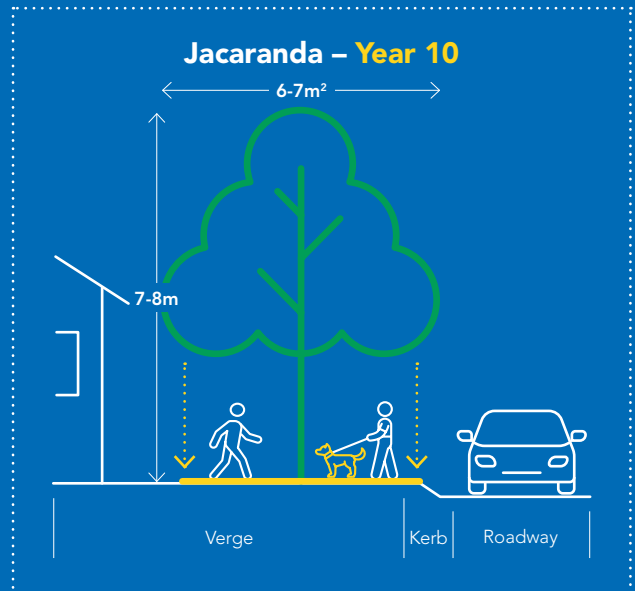 Jacaranda – Year 10
6-7m²
7-8m
Verge
Kerb
Roadway